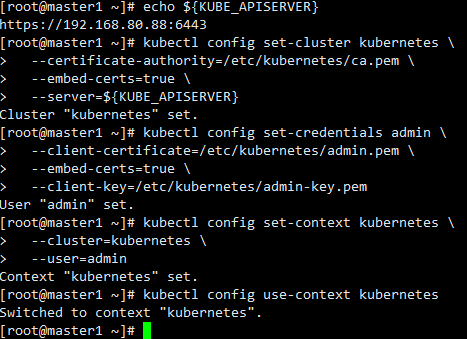 [root@master1 ~]# echo ${KUBE_APISERVER}
https://192.168.80.88:6443
[root@master1 ~]# kubectl config set-cluster kubernetes \
>   --certificate-authority=/etc/kubernetes/ca.pem \
>   --embed-certs=true \
>   --server=${KUBE_APISERVER}
Cluster "kubernetes" set.
[root@master1 ~]# kubectl config set-credentials admin \
>   --client-certificate=/etc/kubernetes/admin.pem \
>   --embed-certs=true \
>   --client-key=/etc/kubernetes/admin-key.pem
User "admin" set.
[root@master1 ~]# kubectl config set-context kubernetes \
>   --cluster=kubernetes \
>   --user=admin
Context "kubernetes" set.
[root@master1 ~]# kubectl config use-context kubernetes
Switched to context "kubernetes".
[root@master1 ~]#